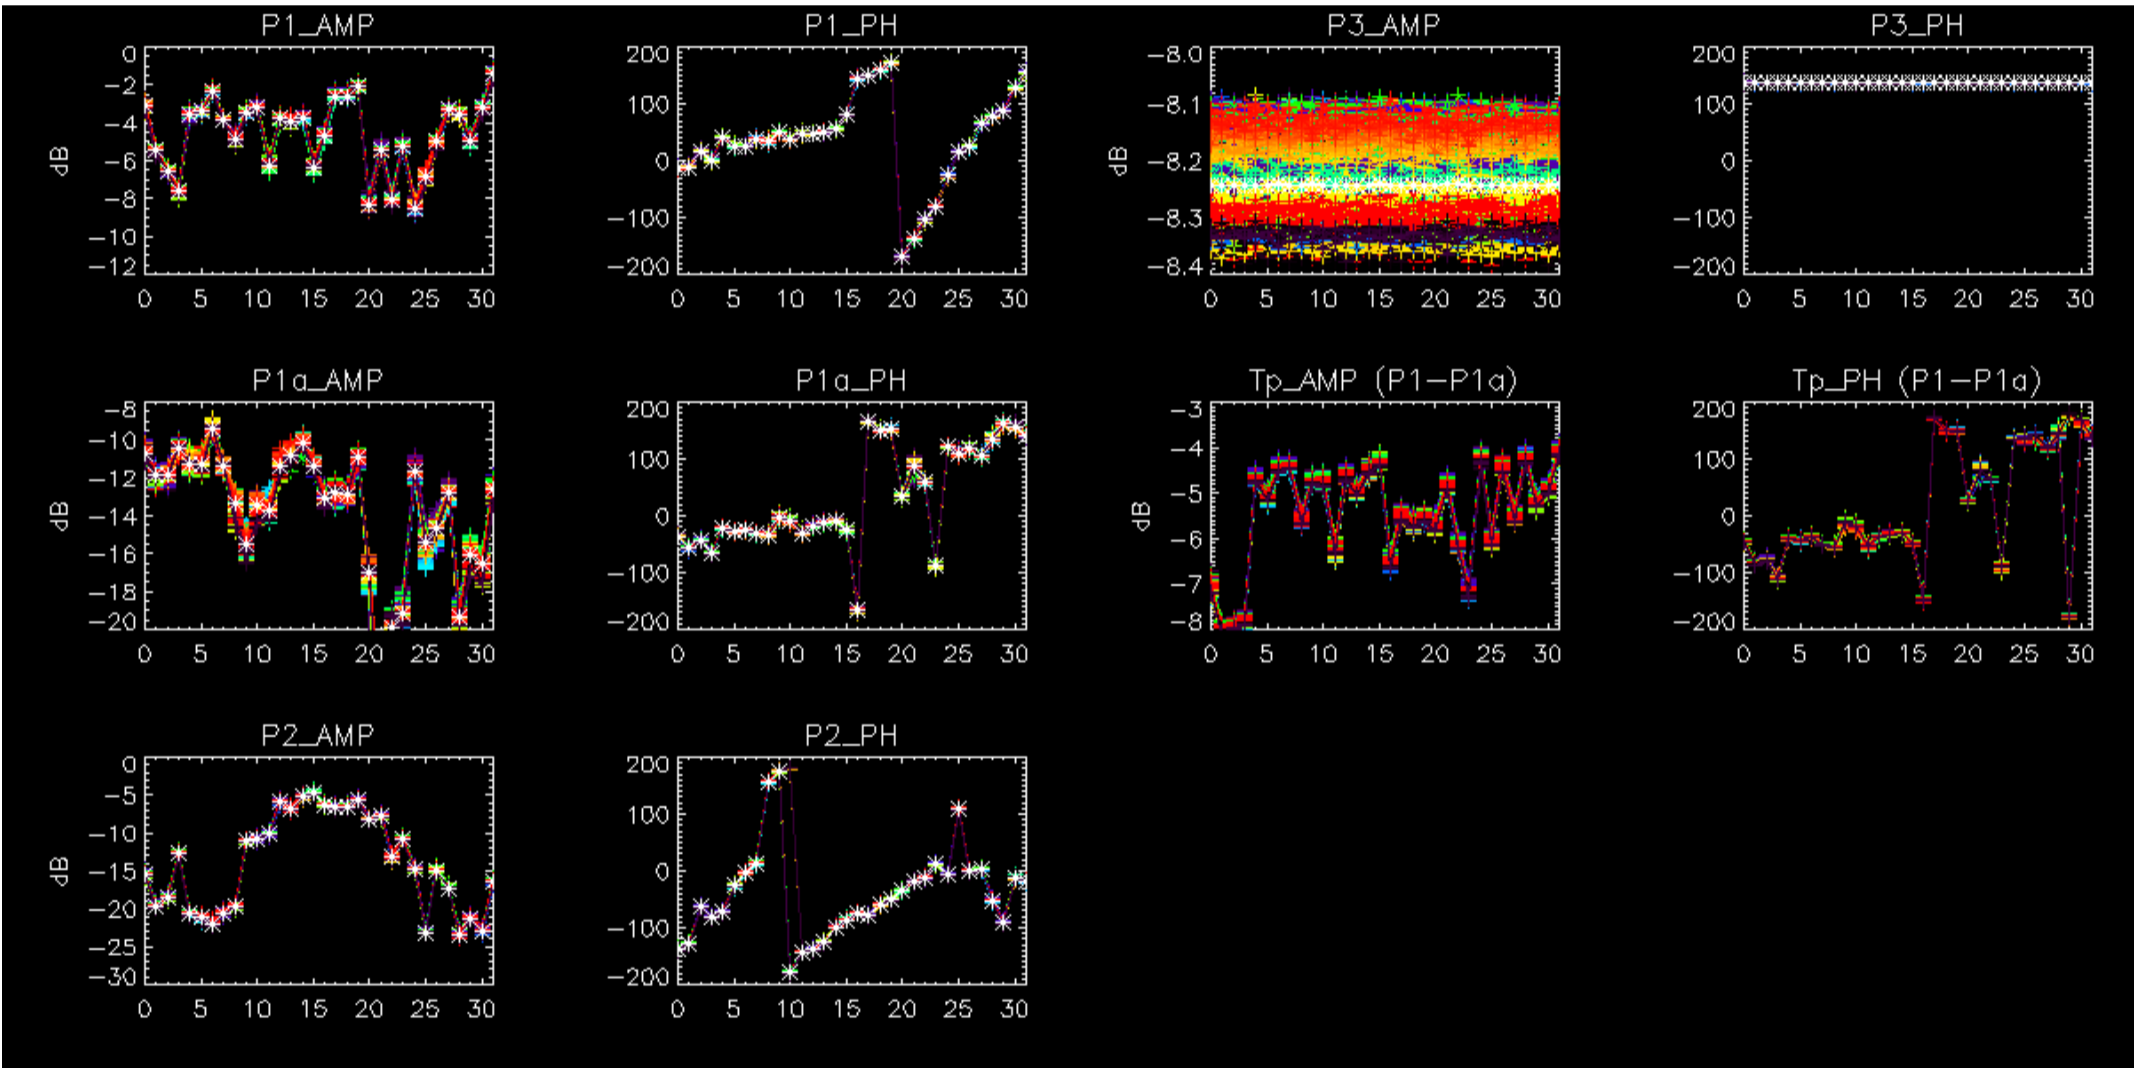 P1_AMP
0
−2
−4
−6
−8
−10
−12
dB
0 5 10 15 20 25 30
P1_PH
200
100
0
−100
−200
0 5 10 15 20 25 30
P3_AMP
−8.0
−8.1
−8.2
−8.3
−8.4
dB
0 5 10 15 20 25 30
P3_PH
200
100
0
−100
−200
0 5 10 15 20 25 30
P1a_AMP
−8
−10
−12
−14
−16
−18
−20
dB
0 5 10 15 20 25 30
P1a_PH
200
100
0
−100
−200
0 5 10 15 20 25 30
Tp_AMP (P1−P1a)
−3
−4
−5
−6
−7
−8
dB
0 5 10 15 20 25 30
Tp_PH (P1−P1a)
200
100
0
−100
−200
0 5 10 15 20 25 30
P2_AMP
0
−5
−10
−15
−20
−25
−30
dB
0 5 10 15 20 25 30
P2_PH
200
100
0
−100
−200
0 5 10 15 20 25 30